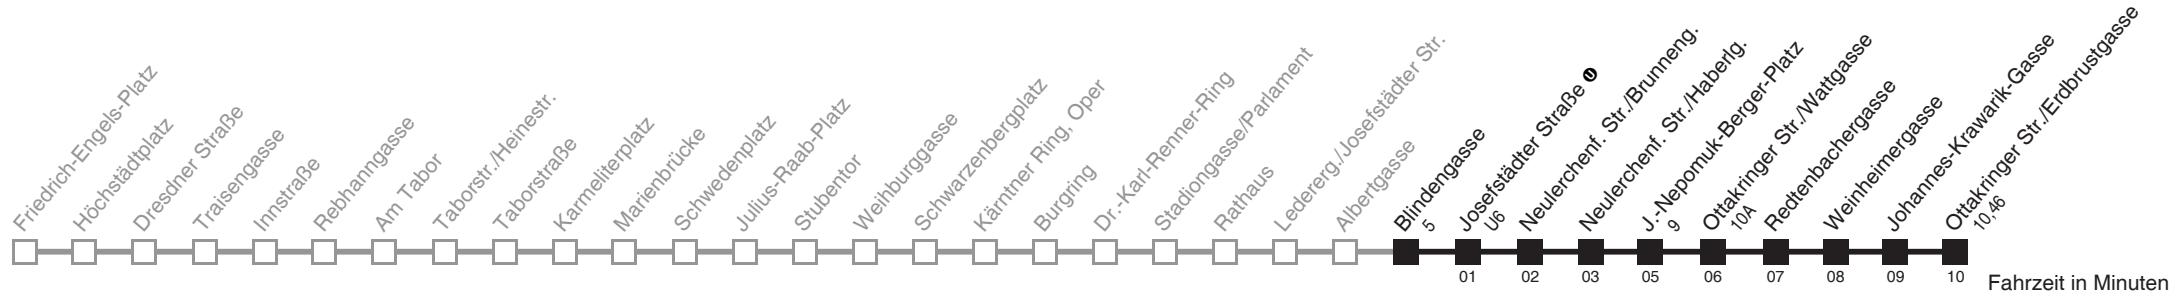 Friedrich-Engels-Platz
Höchstädtplatz
Dresdner Straße
Traisengasse
Innstraße
Rebhanngasse
Am Tabor
Taborstr./Heinestr.
Taborstraße
Karmeliterplatz
Marienbrücke
Schwedenplatz
Julius-Raab-Platz
Stubentor
Weihburggasse
Schwarzenbergplatz
Kärntner Ring, Oper
Burgring
Dr.-Karl-Renner-Ring
Stadiongasse/Parlament
Rathaus
Ledererg./Josefstädter Str.
Albertgasse
Blindengasse
5
Josefstädter Straße U
U6
01
Neulerchenf. Str./Brunneng.
02
Neulerchenf. Str./Haberlg.
03
J.-Nepomuk-Berger-Platz
9
05
Ottakringer Str./Wattgasse
10A
06
Redtenbachergasse
07
Weinheimergasse
08
Johannes-Krawarik-Gasse
09
Ottakringer Str./Erdbrustgasse
10,46
10
Fahrzeit in Minuten